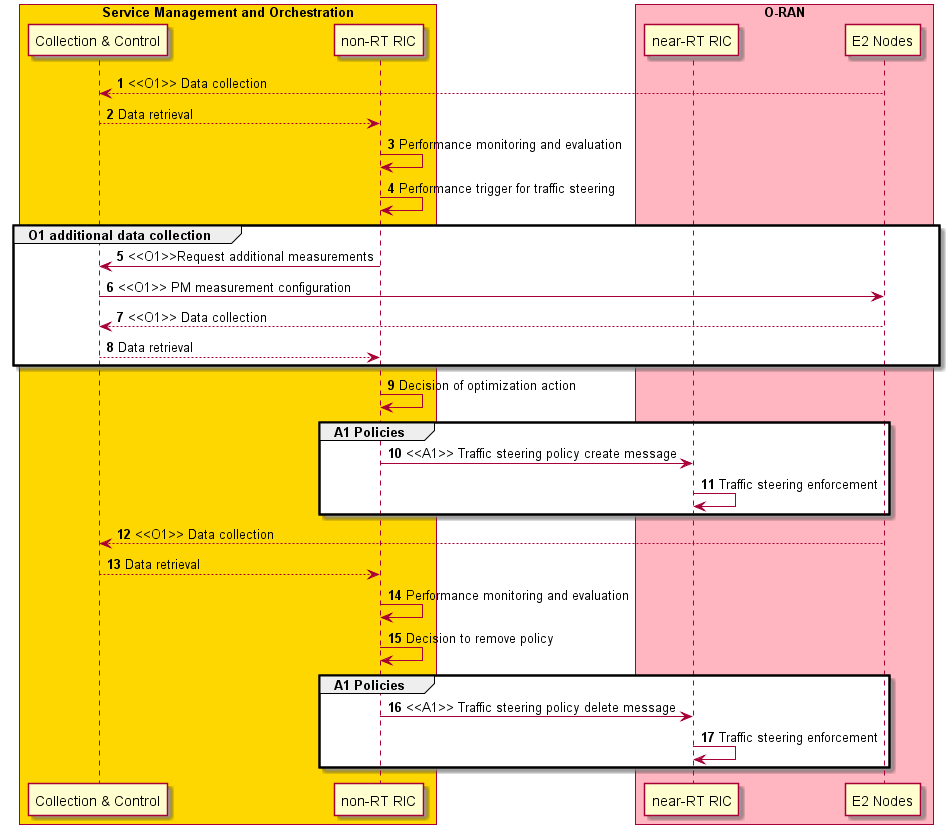 Service Management and Orchestration
O-RAN
Collection & Control
non-RT RIC
near-RT RIC
E2 Nodes
1 <<O1>> Data collection
2 Data retrieval
3 Performance monitoring and evaluation
4 Performance trigger for traffic steering
O1 additional data collection
5 <<O1>>Request additional measurements
6 <<O1>> PM measurement configuration
7 <<O1>> Data collection
8 Data retrieval
9 Decision of optimization action
A1 Policies
10 <<A1>> Traffic steering policy create message
11 Traffic steering enforcement
12 <<O1>> Data collection
13 Data retrieval
14 Performance monitoring and evaluation
15 Decision to remove policy
A1 Policies
16 <<A1>> Traffic steering policy delete message
17 Traffic steering enforcement
Collection & Control
non-RT RIC
near-RT RIC
E2 Nodes